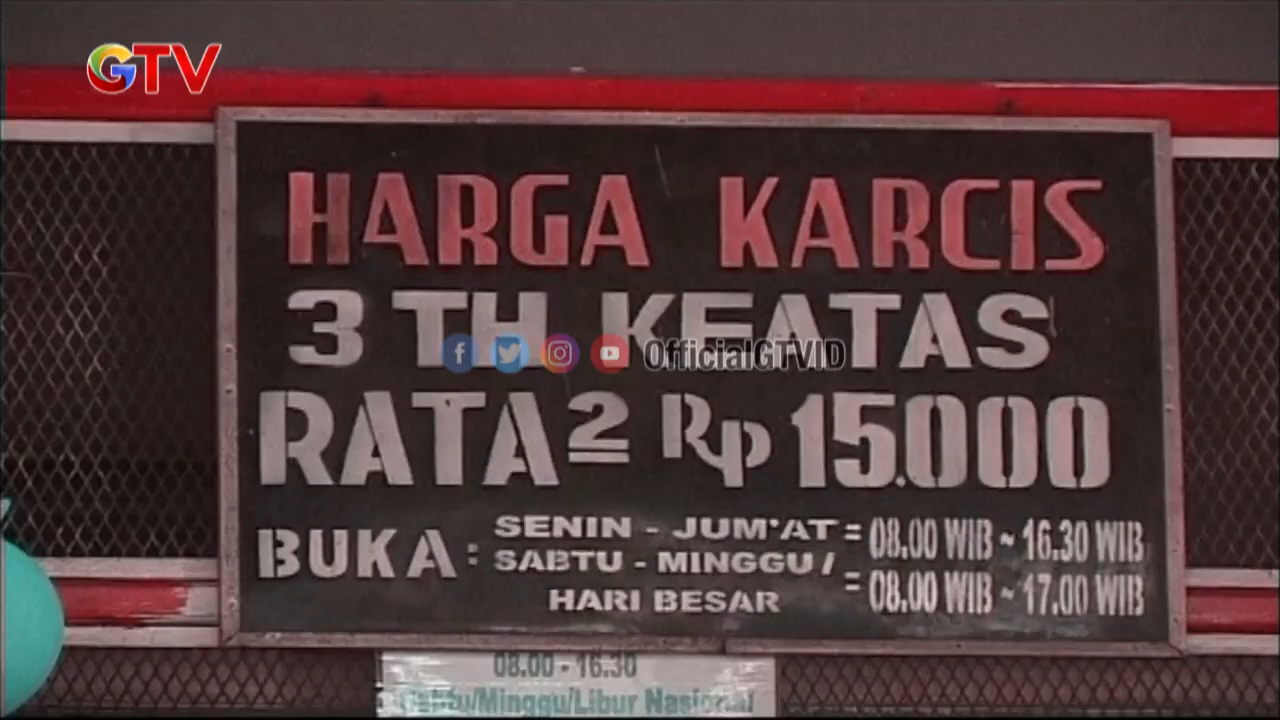 GTV
HARGA KARCIS
3 TH KEATAS
OfficialGTVID
RATA² Rp 15.000
BUKA : SENIN - JUM'AT = 08.00 WIB ~ 16.30 WIB
SABTU - MINGGU / HARI BESAR = 08.00 WIB ~ 17.00 WIB
08.00 - 16.30
Sabtu/Minggu/Libur Nasional